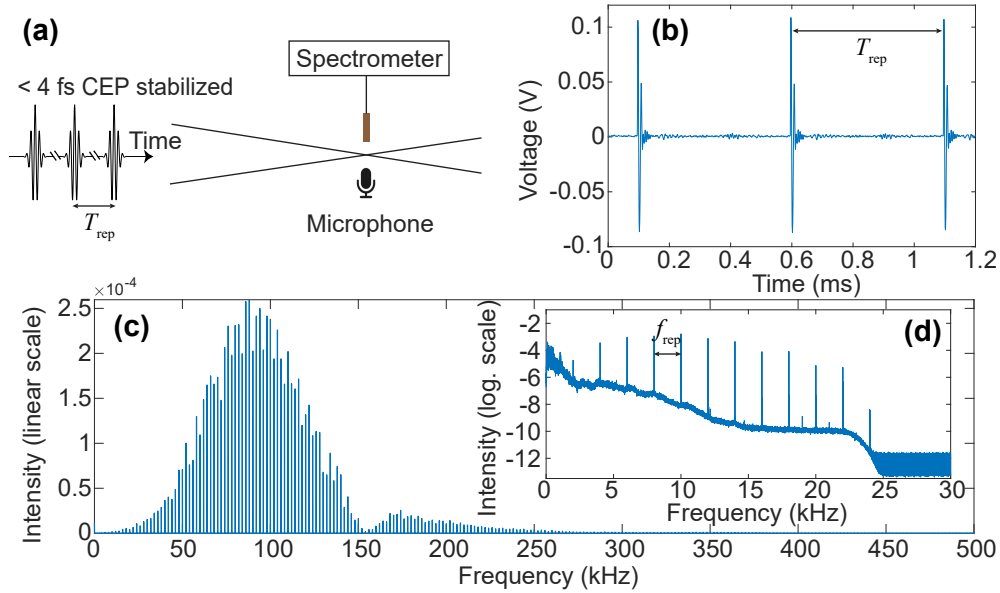 (a)
Spectrometer
< 4 fs CEP stabilized
Time
T_rep
Microphone
(b)
T_rep
Voltage (V)
0.1
0.05
0
-0.05
-0.1
0 0.2 0.4 0.6 0.8 1 1.2
Time (ms)
×10⁻⁴
(c)
Intensity (linear scale)
2.5
2
1.5
1
0.5
0
0 50 100 150 200 250 300 350 400 450 500
Frequency (kHz)
(d)
f_rep
Intensity (log. scale)
-2
-4
-6
-8
-10
-12
0 5 10 15 20 25 30
Frequency (kHz)